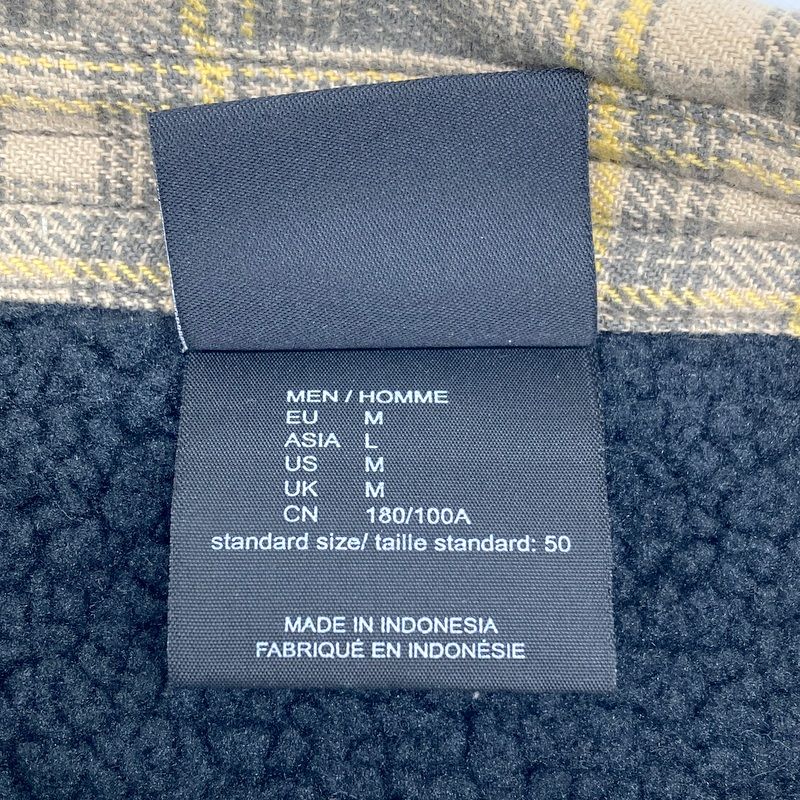 MEN / HOMME
EU M
ASIA L
US M
UK M
CN 180/100A
standard size/ taille standard: 50
MADE IN INDONESIA
FABRIQUÉ EN INDONÉSIE